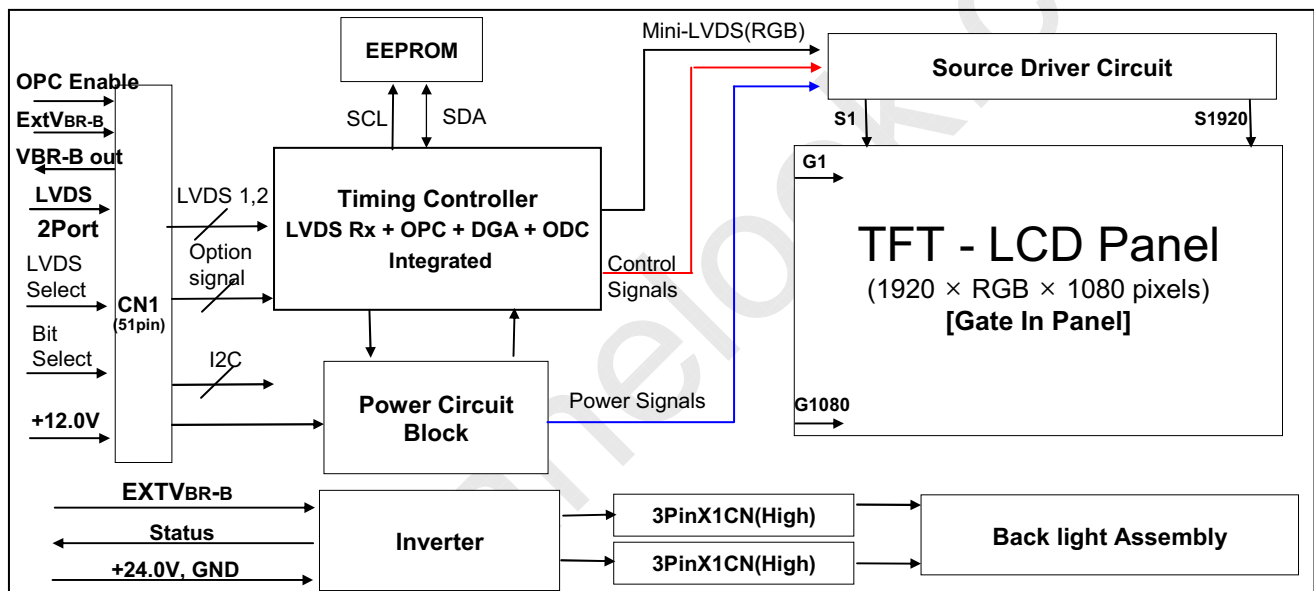 OPC Enable
ExtVBR-B
VBR-B out
LVDS
2Port
LVDS
Select
Bit
Select
+12.0V
CN1
(51pin)
LVDS 1,2
Option
signal
I2C
EEPROM
SCL
SDA
Timing Controller
LVDS Rx + OPC + DGA + ODC
Integrated
Power Circuit
Block
Mini-LVDS(RGB)
Control
Signals
Power Signals
Source Driver Circuit
S1
S1920
G1
TFT - LCD Panel
(1920 × RGB × 1080 pixels)
[Gate In Panel]
G1080
EXTVBR-B
Status
+24.0V, GND
Inverter
3PinX1CN(High)
3PinX1CN(High)
Back light Assembly